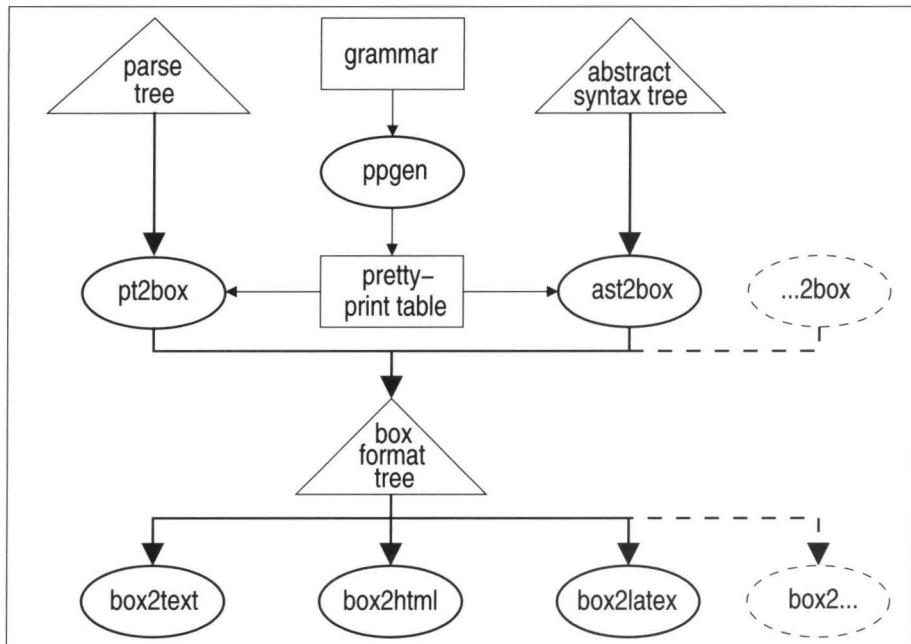 parse
tree
grammar
abstract
syntax tree
ppgen
pt2box
pretty–
print table
ast2box
...2box
box
format
tree
box2text
box2html
box2latex
box2...